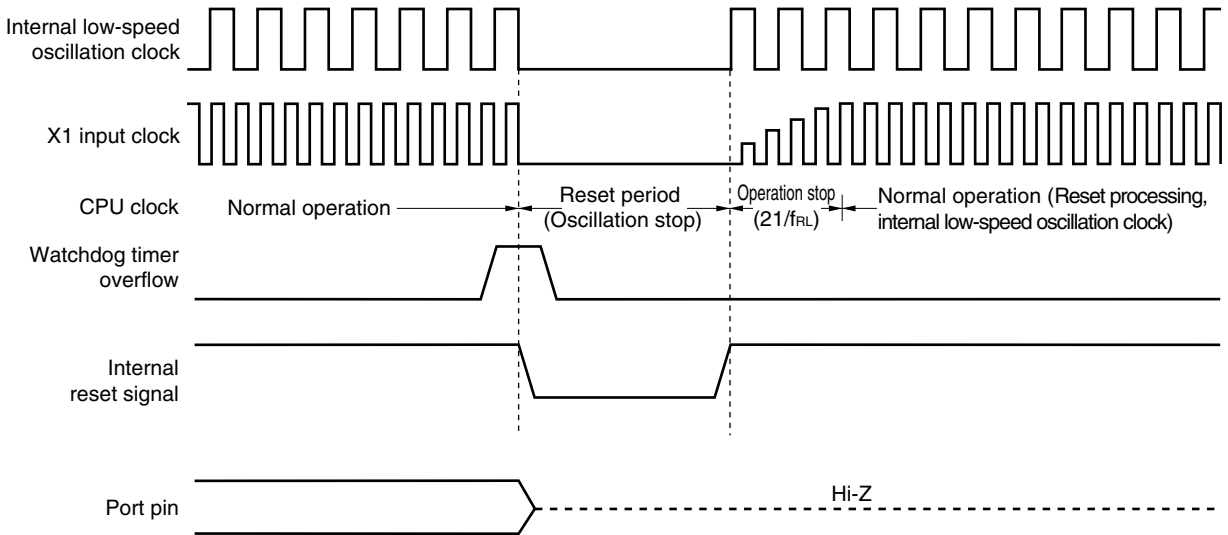 Internal low-speed
oscillation clock
X1 input clock
CPU clock
Normal operation
Reset period
(Oscillation stop)
Operation stop
(21/fRL)
Normal operation (Reset processing,
internal low-speed oscillation clock)
Watchdog timer
overflow
Internal
reset signal
Port pin
Hi-Z